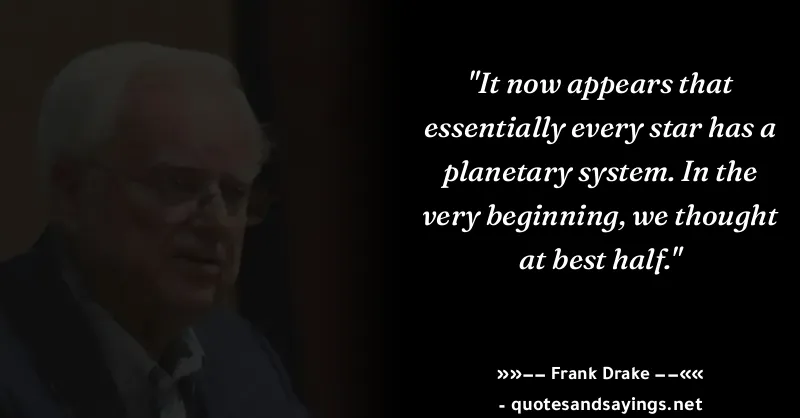 "It now appears that
essentially every star has a
planetary system. In the
very beginning, we thought
at best half."
»»−− Frank Drake −−««
- quotesandsayings.net